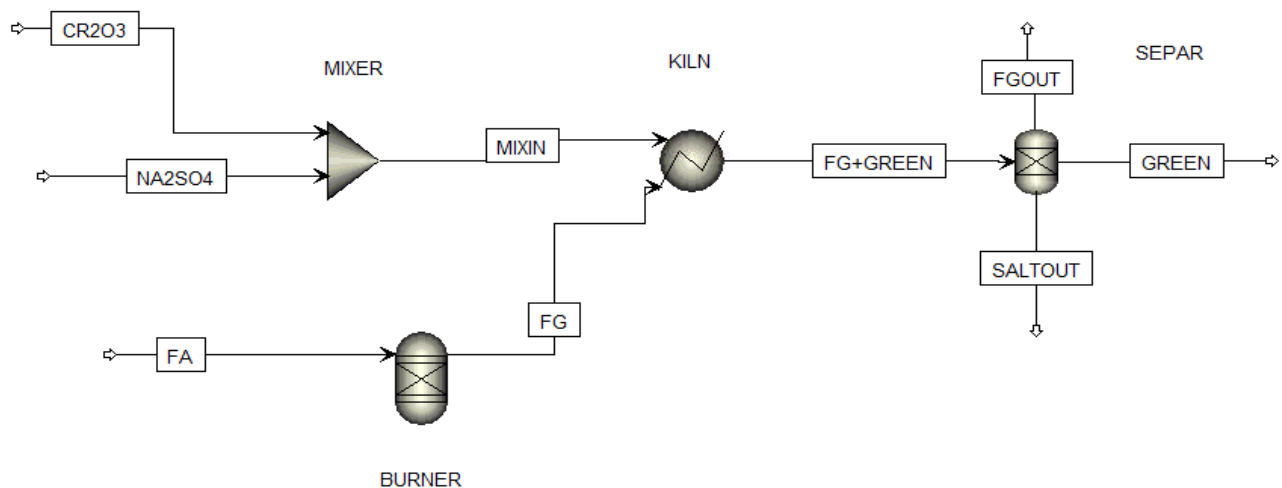 CR2O3
MIXER
KILN
FGOUT
SEPAR
MIXIN
NA2SO4
FG+GREEN
GREEN
SALTOUT
FG
FA
BURNER